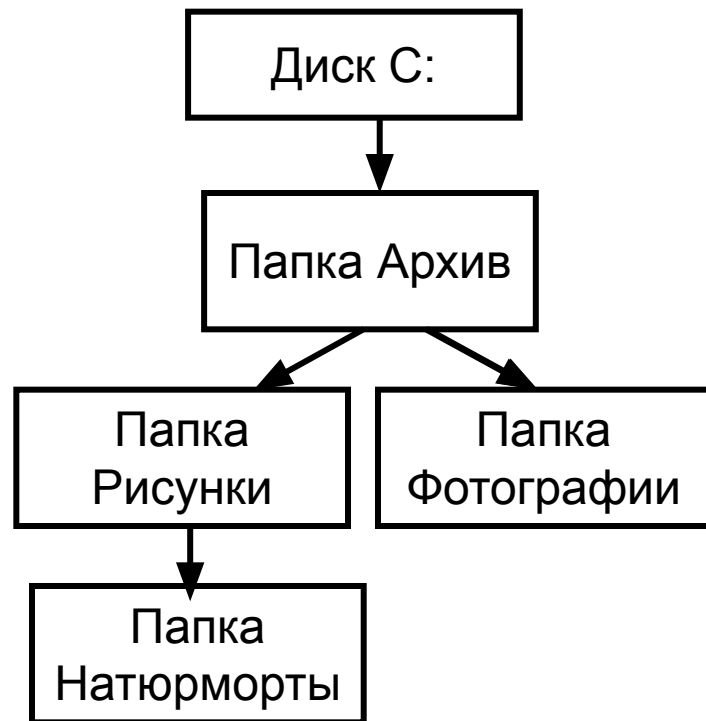 Диск С:
Папка Архив
Папка
Рисунки
Папка
Фотографии
Папка
Натюрморты